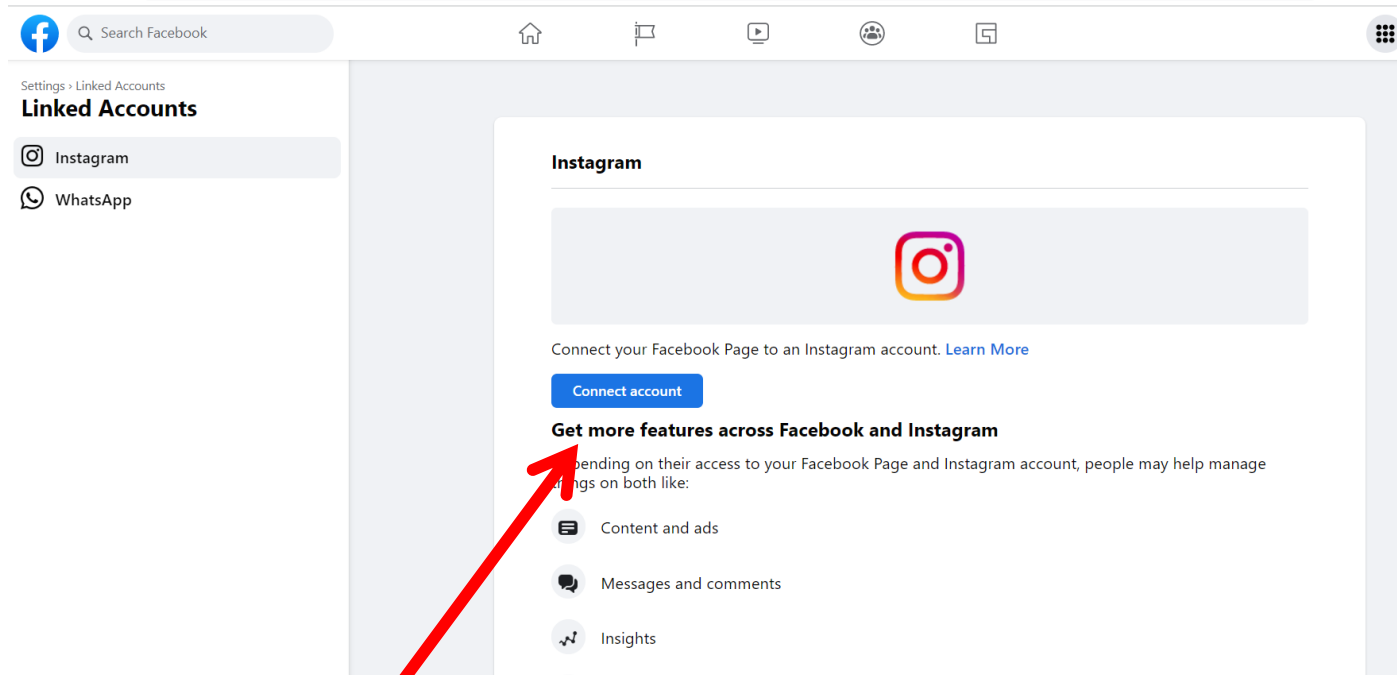 Search Facebook
Settings › Linked Accounts
Linked Accounts
Instagram
WhatsApp
Instagram
Connect your Facebook Page to an Instagram account. Learn More
Connect account
Get more features across Facebook and Instagram
pending on their access to your Facebook Page and Instagram account, people may help manage
ngs on both like:
Content and ads
Messages and comments
Insights